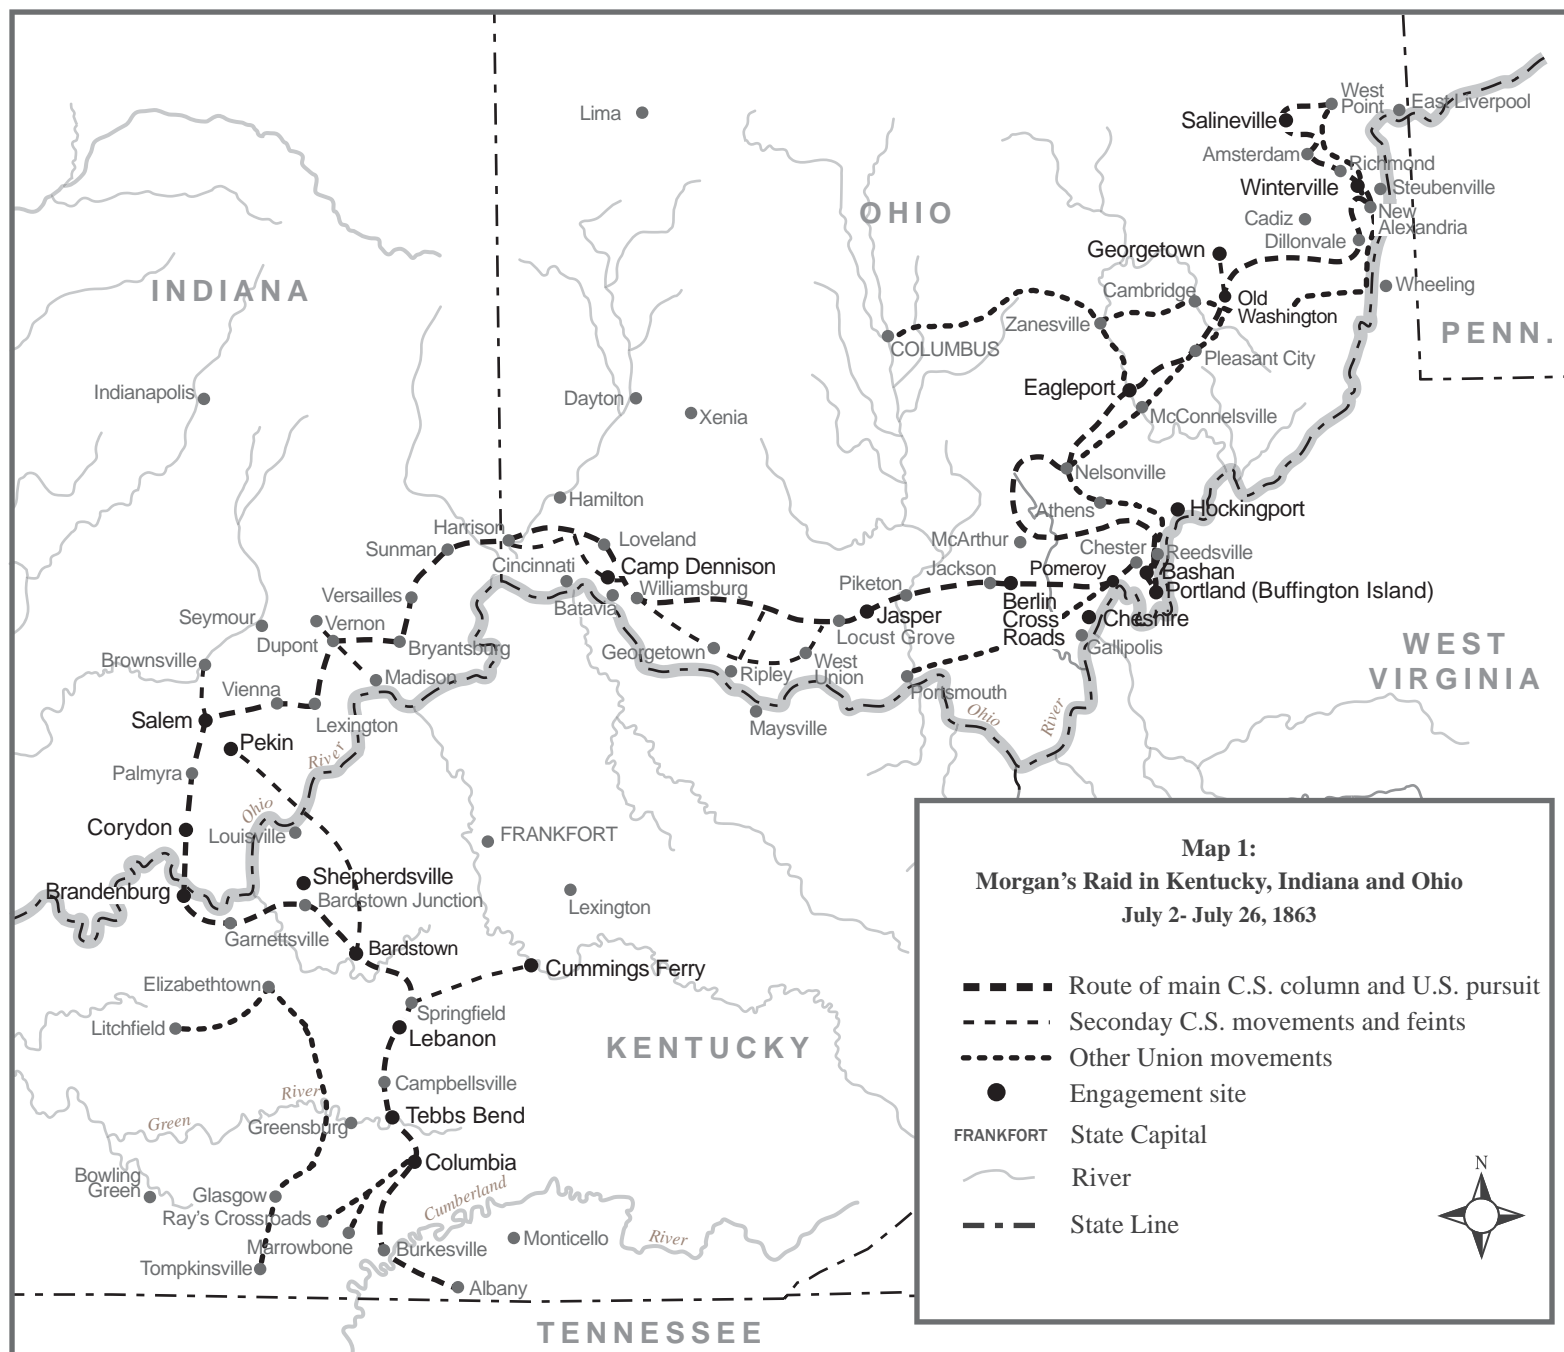 Lima
West
Point
East Liverpool
Salineville
Amsterdam
Richmond
Winterville
Steubenville
OHIO
Cadiz
New
Alexandria
Dillonvale
Georgetown
INDIANA
Cambridge
Old
Washington
Wheeling
Zanesville
PENN.
COLUMBUS
Pleasant City
Indianapolis
Dayton
Xenia
Eagleport
McConnelsville
Nelsonville
Hamilton
Athens
Hockingport
Harrison
Sunman
Loveland
McArthur
Chester
Reedsville
Cincinnati
Camp Dennison
Jackson
Pomeroy
Bashan
Williamsburg
Piketon
Portland (Buffington Island)
Versailles
Batavia
Jasper
Berlin
Cross
Roads
Cheshire
Seymour
Vernon
Locust Grove
Dupont
Bryantsburg
Georgetown
Gallipolis
WEST
VIRGINIA
Brownsville
West
Union
Madison
Ripley
Vienna
Portsmouth
Salem
Lexington
Maysville
Ohio
River
Pekin
River
Palmyra
Ohio
Corydon
Louisville
FRANKFORT
Shepherdsville
Brandenburg
Bardstown Junction
Lexington
Garnettsville
Bardstown
Cummings Ferry
Elizabethtown
Springfield
Litchfield
Lebanon
KENTUCKY
Campbellsville
River
Green
Greensburg
Tebbs Bend
Columbia
Bowling
Green
Glasgow
Cumberland
Ray's Crossroads
Marrowbone
Burkesville
Monticello
River
Tompkinsville
Albany
TENNESSEE
Map 1:
Morgan’s Raid in Kentucky, Indiana and Ohio
July 2- July 26, 1863
Route of main C.S. column and U.S. pursuit
Seconday C.S. movements and feints
Other Union movements
Engagement site
FRANKFORT State Capital
River
State Line
N